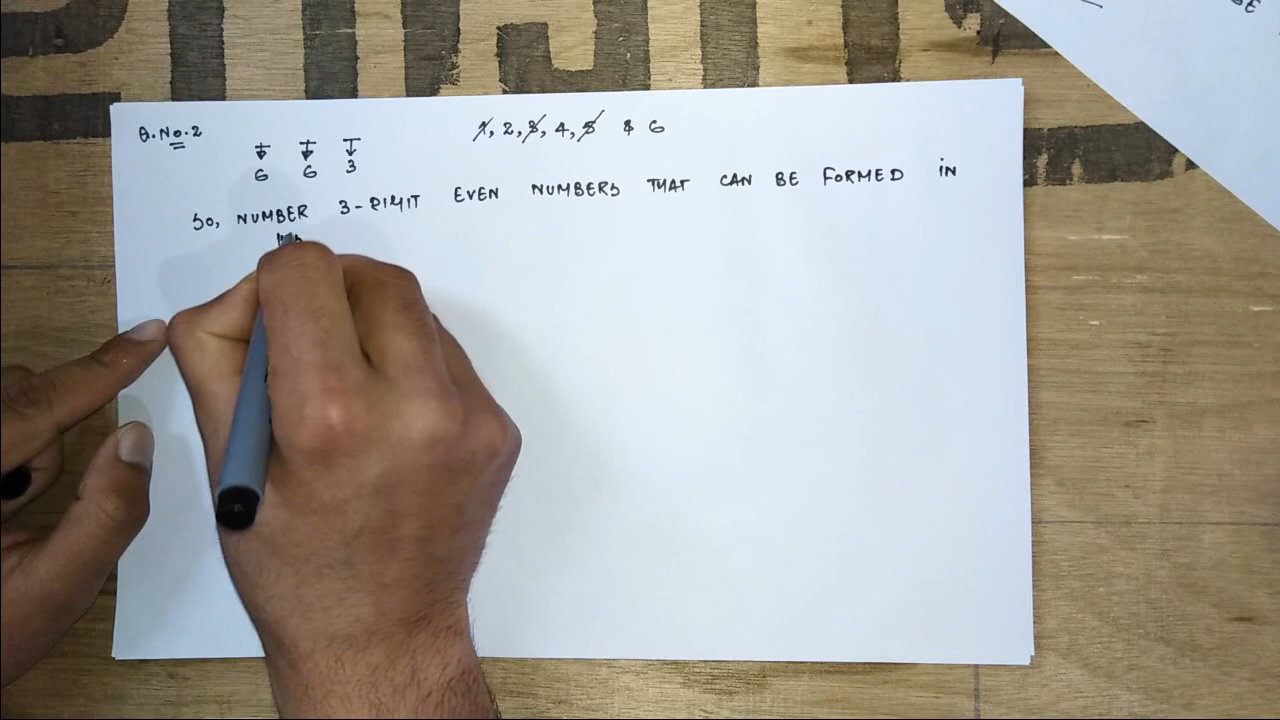 Q.No.2
1, 2, 3, 4, 5 & 6
6 6 3
SO, NUMBER 3-DIGIT EVEN NUMBERS THAT CAN BE FORMED IN